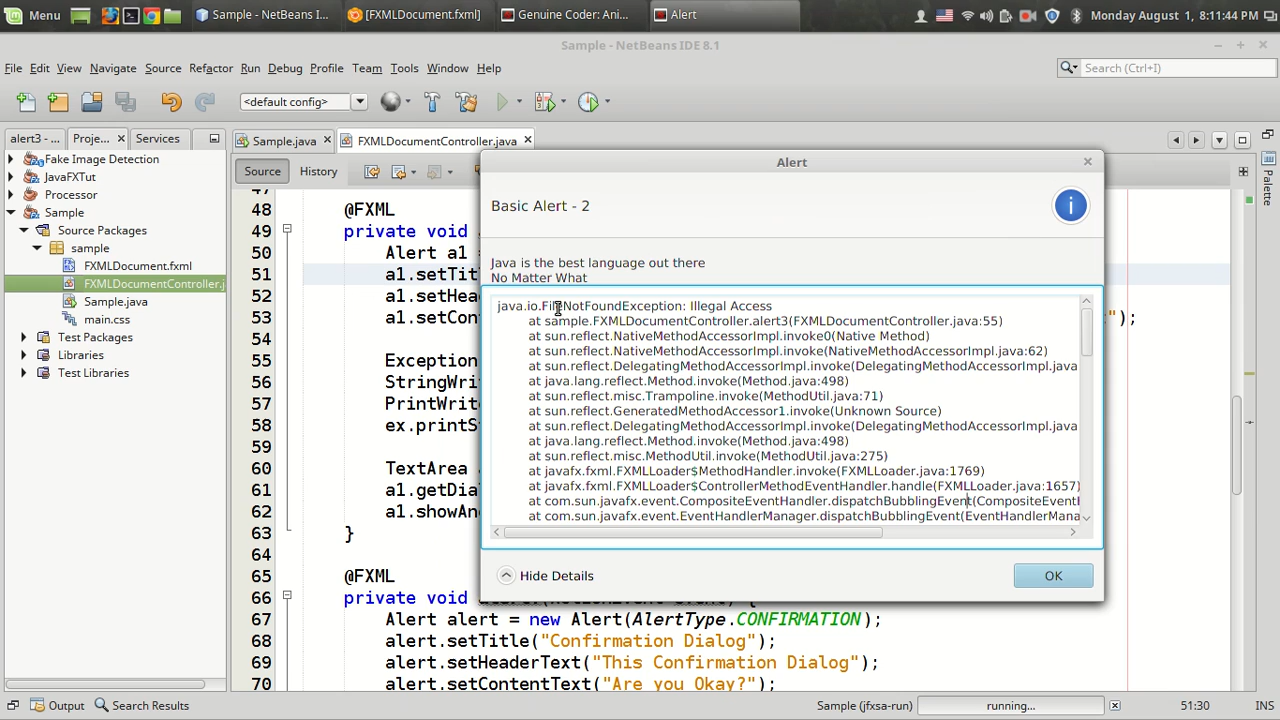 Menu
Sample - NetBeans I...
[FXMLDocument.fxml]
Genuine Coder: Ani...
Alert
Monday August 1, 8:11:44 PM
Sample - NetBeans IDE 8.1
File Edit View Navigate Source Refactor Run Debug Profile Team Tools Window Help
Search (Ctrl+I)
<default config>
alert3 - ...
Proje...
Services
Sample.java
FXMLDocumentController.java
Fake Image Detection
JavaFXTut
Processor
Sample
Source Packages
sample
FXMLDocument.fxml
FXMLDocumentController.j
Sample.java
main.css
Test Packages
Libraries
Test Libraries
Source
History
Palette
47
48 @FXML
49 private void
50 Alert a1 =
51 a1.setTit
52 a1.setHea
53 a1.setCon ");
54
55 Exception
56 StringWri
57 PrintWrit
58 ex.printS
59
60 TextArea
61 a1.getDia
62 a1.showAn
63 }
64
65 @FXML
66 private void
67 Alert alert = new Alert(AlertType.CONFIRMATION);
68 alert.setTitle("Confirmation Dialog");
69 alert.setHeaderText("This Confirmation Dialog");
70 alert.setContentText("Are you Okay?");
Alert
Basic Alert - 2
Java is the best language out there
No Matter What
java.io.FileNotFoundException: Illegal Access
at sample.FXMLDocumentController.alert3(FXMLDocumentController.java:55)
at sun.reflect.NativeMethodAccessorImpl.invoke0(Native Method)
at sun.reflect.NativeMethodAccessorImpl.invoke(NativeMethodAccessorImpl.java:62)
at sun.reflect.DelegatingMethodAccessorImpl.invoke(DelegatingMethodAccessorImpl.java
at java.lang.reflect.Method.invoke(Method.java:498)
at sun.reflect.misc.Trampoline.invoke(MethodUtil.java:71)
at sun.reflect.GeneratedMethodAccessor1.invoke(Unknown Source)
at sun.reflect.DelegatingMethodAccessorImpl.invoke(DelegatingMethodAccessorImpl.java
at java.lang.reflect.Method.invoke(Method.java:498)
at sun.reflect.misc.MethodUtil.invoke(MethodUtil.java:275)
at javafx.fxml.FXMLLoader$MethodHandler.invoke(FXMLLoader.java:1769)
at javafx.fxml.FXMLLoader$ControllerMethodEventHandler.handle(FXMLLoader.java:1657)
at com.sun.javafx.event.CompositeEventHandler.dispatchBubblingEvent(CompositeEventH
at com.sun.javafx.event.EventHandlerManager.dispatchBubblingEvent(EventHandlerMana
Hide Details
OK
Output
Search Results
Sample (jfxsa-run)
running...
51:30
INS